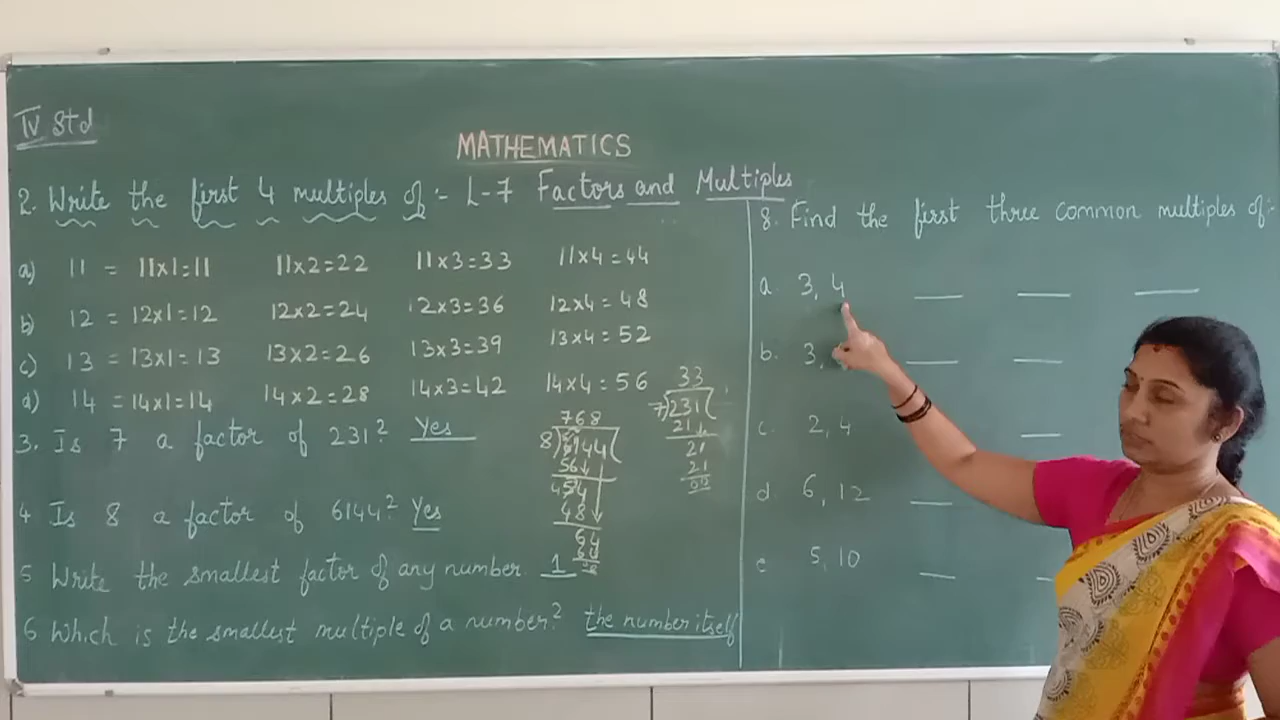 IV Std
MATHEMATICS
2. Write the first 4 multiples of:- L-7 Factors and Multiples
a) 11 = 11x1=11 11x2=22 11x3=33 11x4=44
b) 12 = 12x1=12 12x2=24 12x3=36 12x4=48
c) 13 = 13x1=13 13x2=26 13x3=39 13x4=52
d) 14 = 14x1=14 14x2=28 14x3=42 14x4=56
3. Is 7 a factor of 231? Yes
4 Is 8 a factor of 6144? Yes
5 Write the smallest factor of any number. 1
6 Which is the smallest multiple of a number? the number itself
768
8)6144(
56
54
48
64
64
00
33
7)231(
21
21
21
00
8. Find the first three common multiples of:-
a. 3, 4
b. 3,
c. 2, 4
d 6, 12
e 5, 10